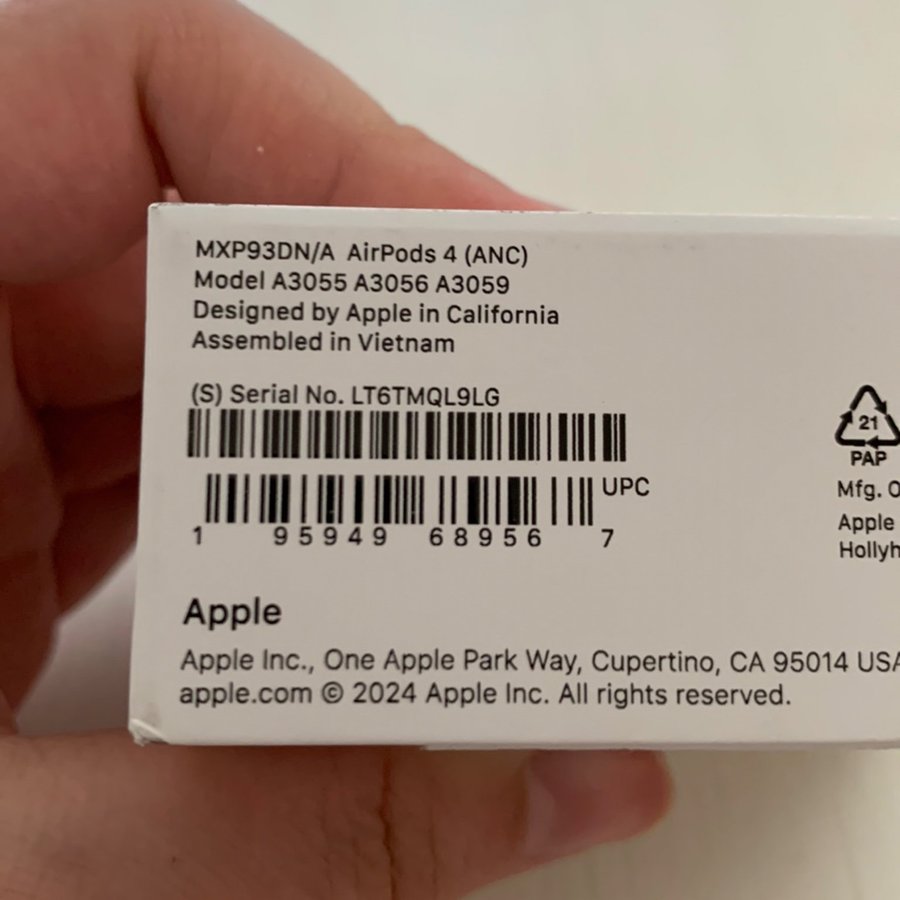 MXP93DN/A AirPods 4 (ANC)
Model A3055 A3056 A3059
Designed by Apple in California
Assembled in Vietnam
(S) Serial No. LT6TMQL9LG
UPC
1 95949 68956 7
Apple
Apple Inc., One Apple Park Way, Cupertino, CA 95014 USA
apple.com © 2024 Apple Inc. All rights reserved.
21
PAP
Mfg.
Apple